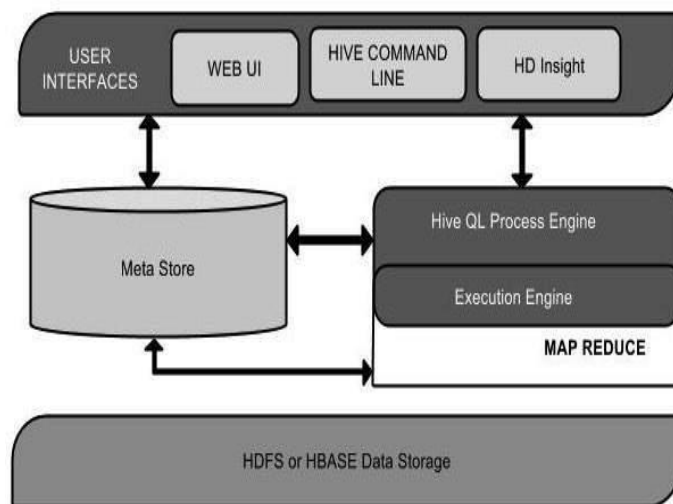 USER
INTERFACES
WEB UI
HIVE COMMAND
LINE
HD Insight
Meta Store
Hive QL Process Engine
Execution Engine
MAP REDUCE
HDFS or HBASE Data Storage